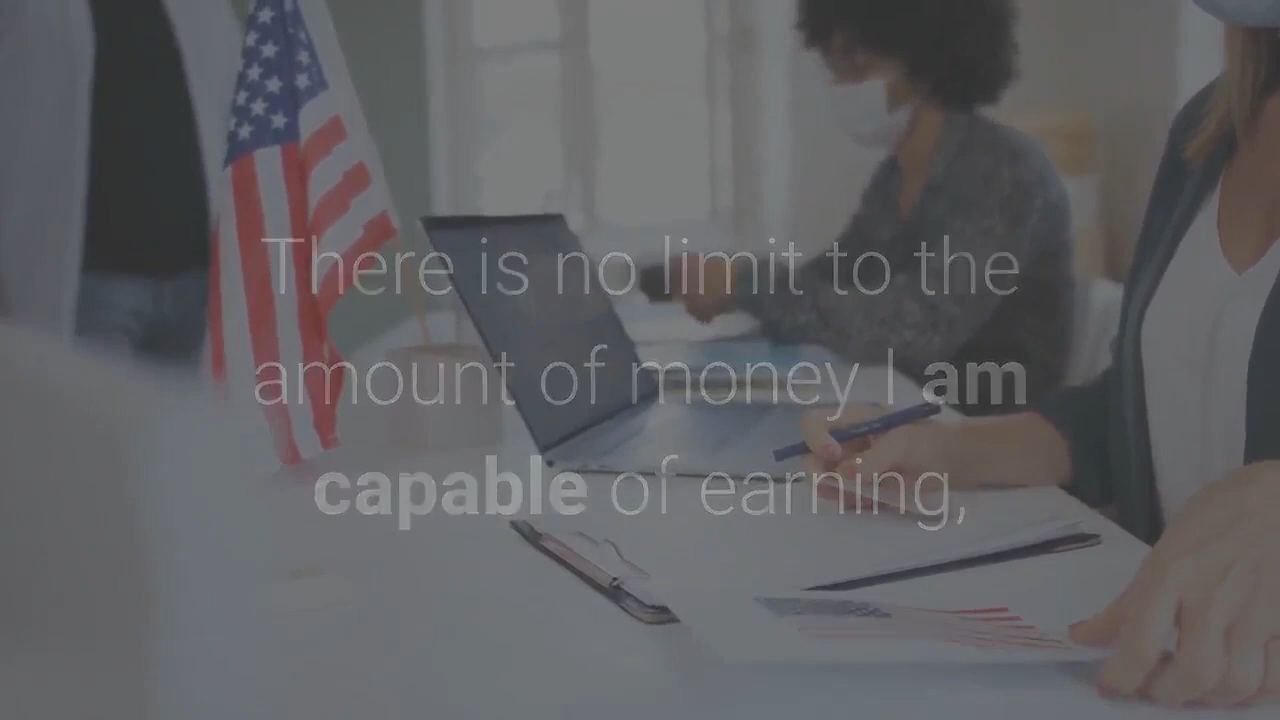 There is no limit to the
amount of money I am
capable of earning,